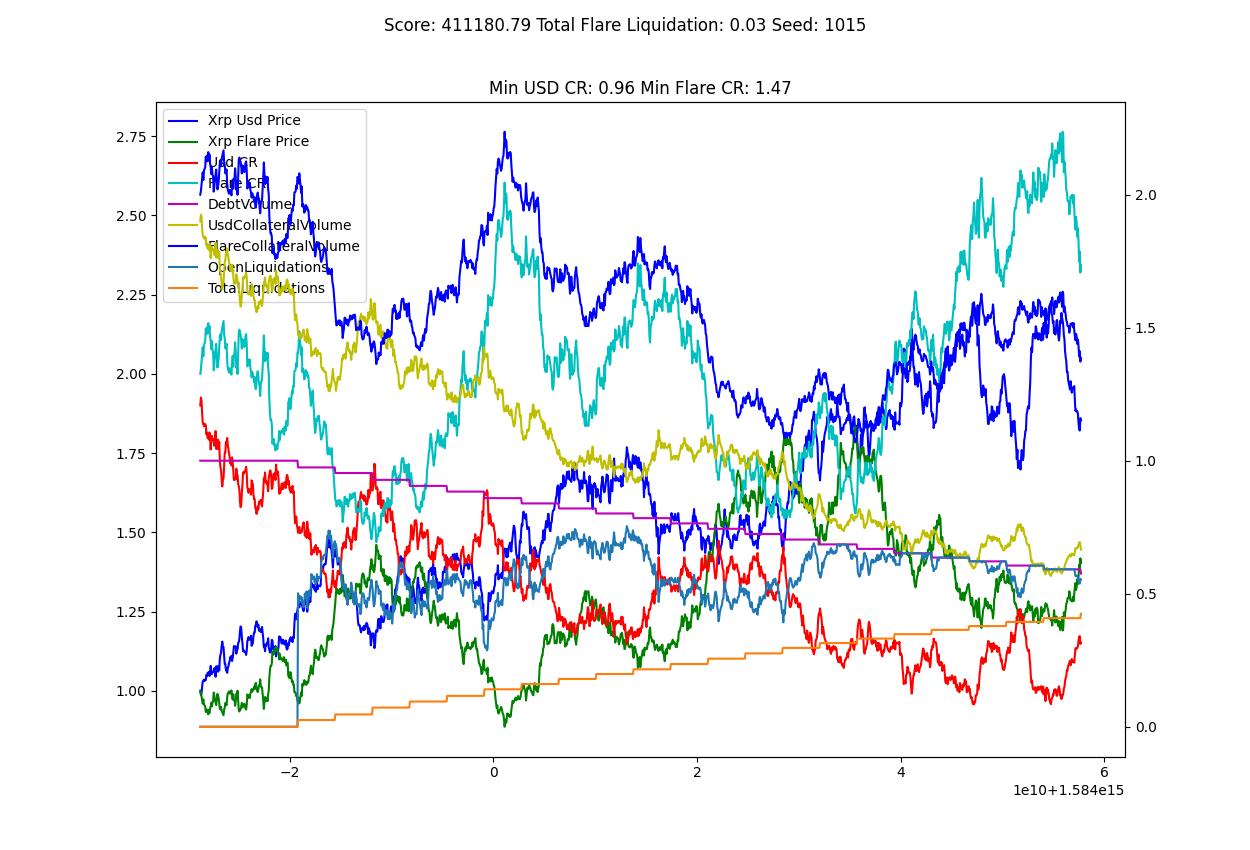 Score: 411180.79 Total Flare Liquidation: 0.03 Seed: 1015
Min USD CR: 0.96 Min Flare CR: 1.47
Xrp Usd Price
Xrp Flare Price
Usd CR
Flare CR
DebtVolume
UsdCollateralVolume
FlareCollateralVolume
OpenLiquidations
TotalLiquidations
2.75
2.50
2.25
2.00
1.75
1.50
1.25
1.00
2.0
1.5
1.0
0.5
0.0
−2 0 2 4 6
1e10+1.584e15